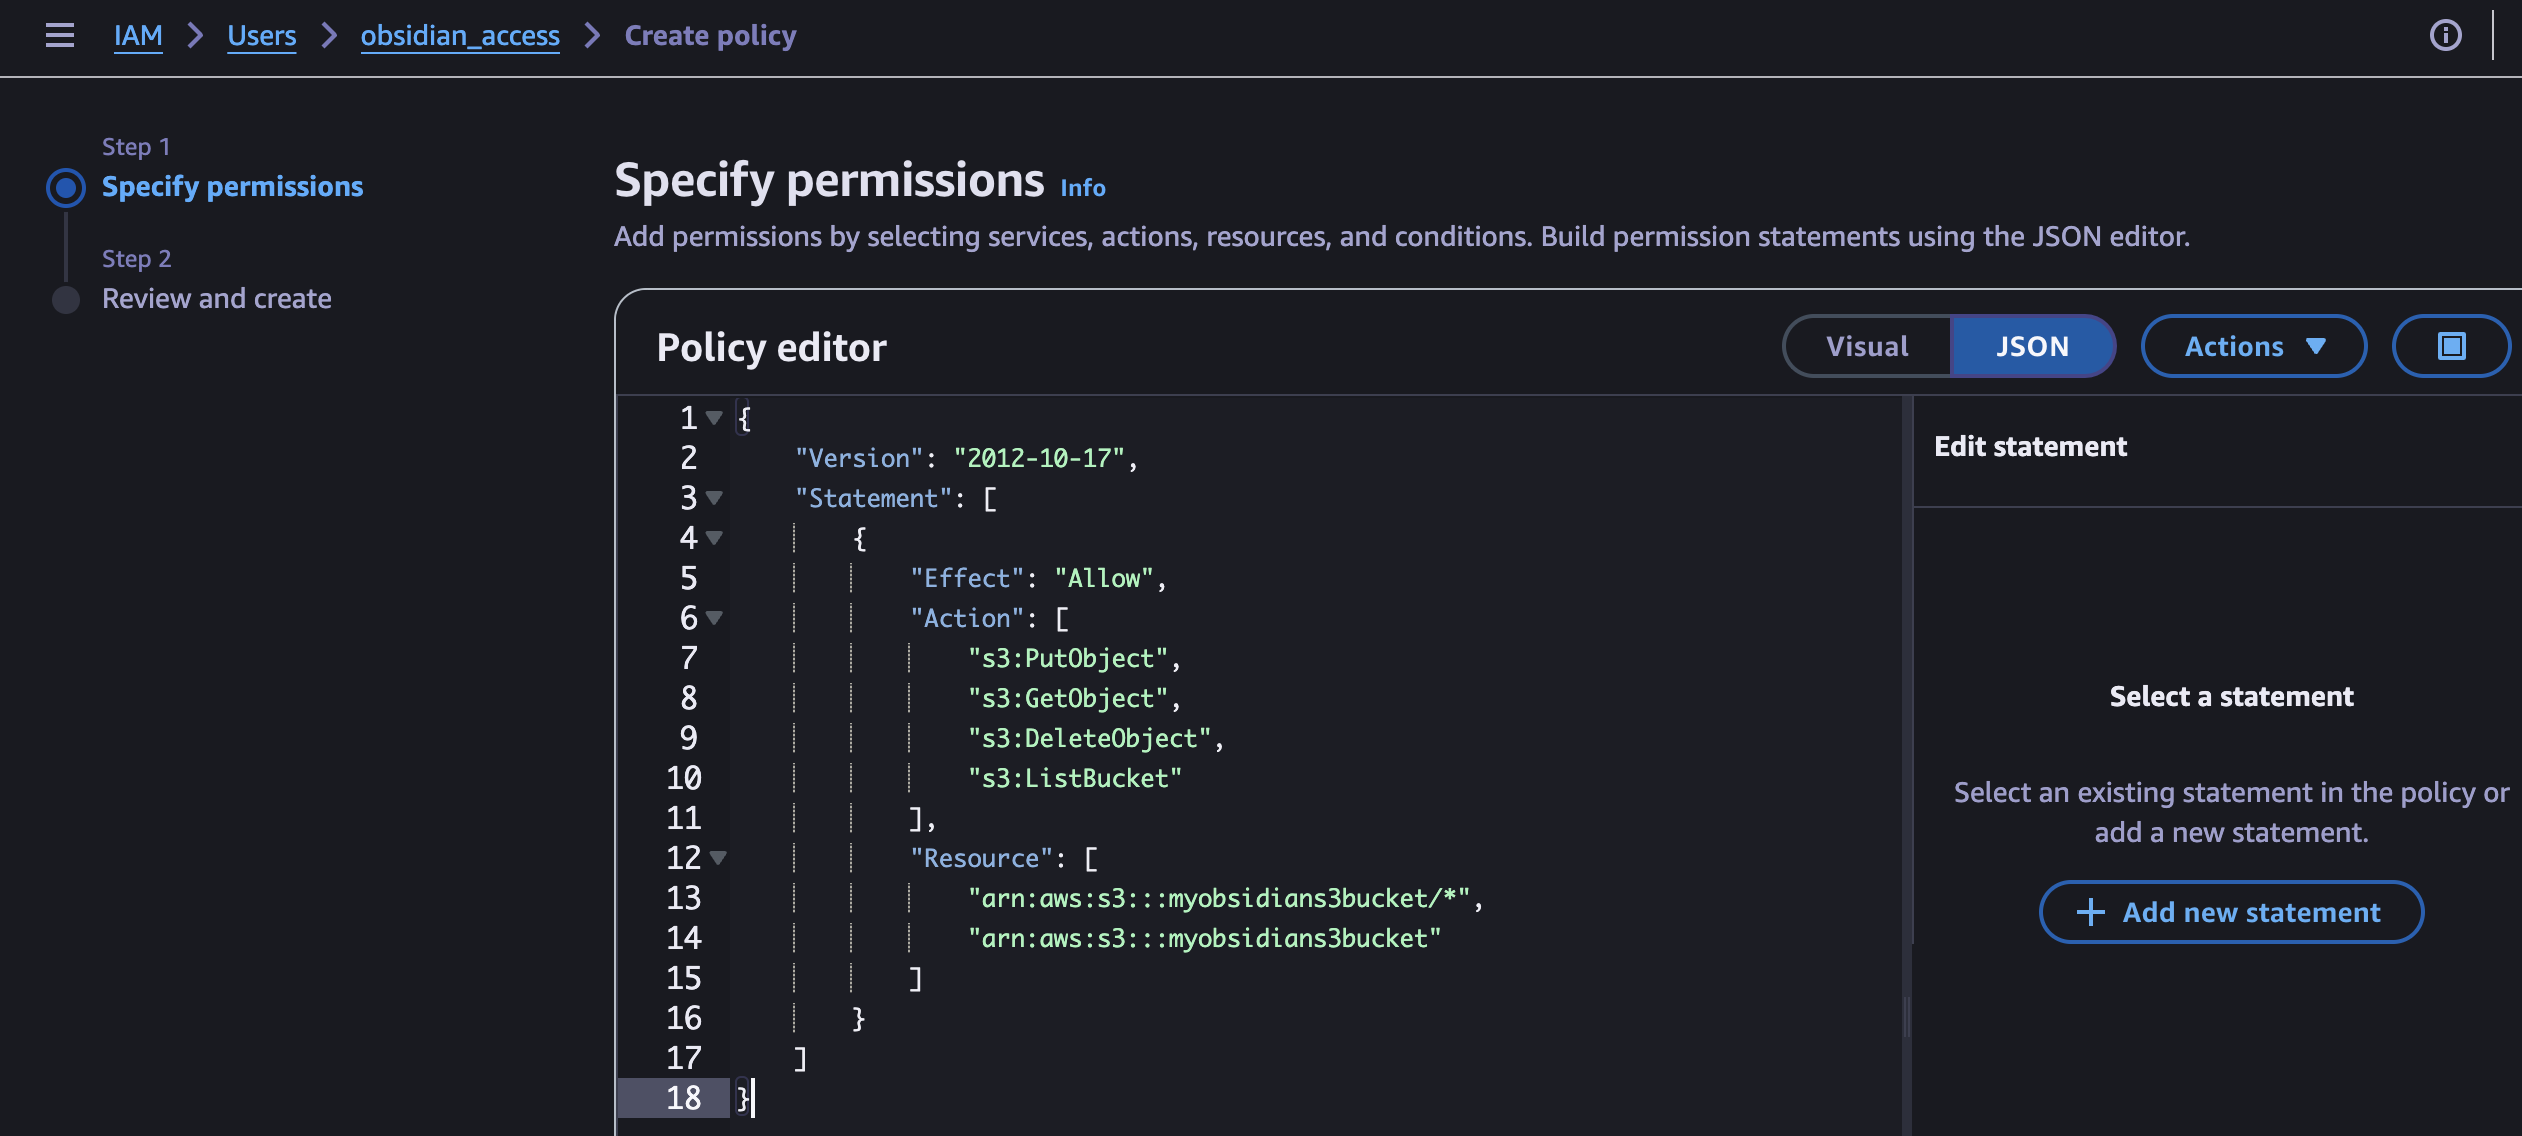 IAM > Users > obsidian_access > Create policy
Step 1
Specify permissions
Step 2
Review and create
Specify permissions Info
Add permissions by selecting services, actions, resources, and conditions. Build permission statements using the JSON editor.
Policy editor
Visual JSON Actions
1 {
2     "Version": "2012-10-17",
3     "Statement": [
4         {
5             "Effect": "Allow",
6             "Action": [
7                 "s3:PutObject",
8                 "s3:GetObject",
9                 "s3:DeleteObject",
10                 "s3:ListBucket"
11             ],
12             "Resource": [
13                 "arn:aws:s3:::myobsidians3bucket/*",
14                 "arn:aws:s3:::myobsidians3bucket"
15             ]
16         }
17     ]
18 }
Edit statement
Select a statement
Select an existing statement in the policy or
add a new statement.
+ Add new statement